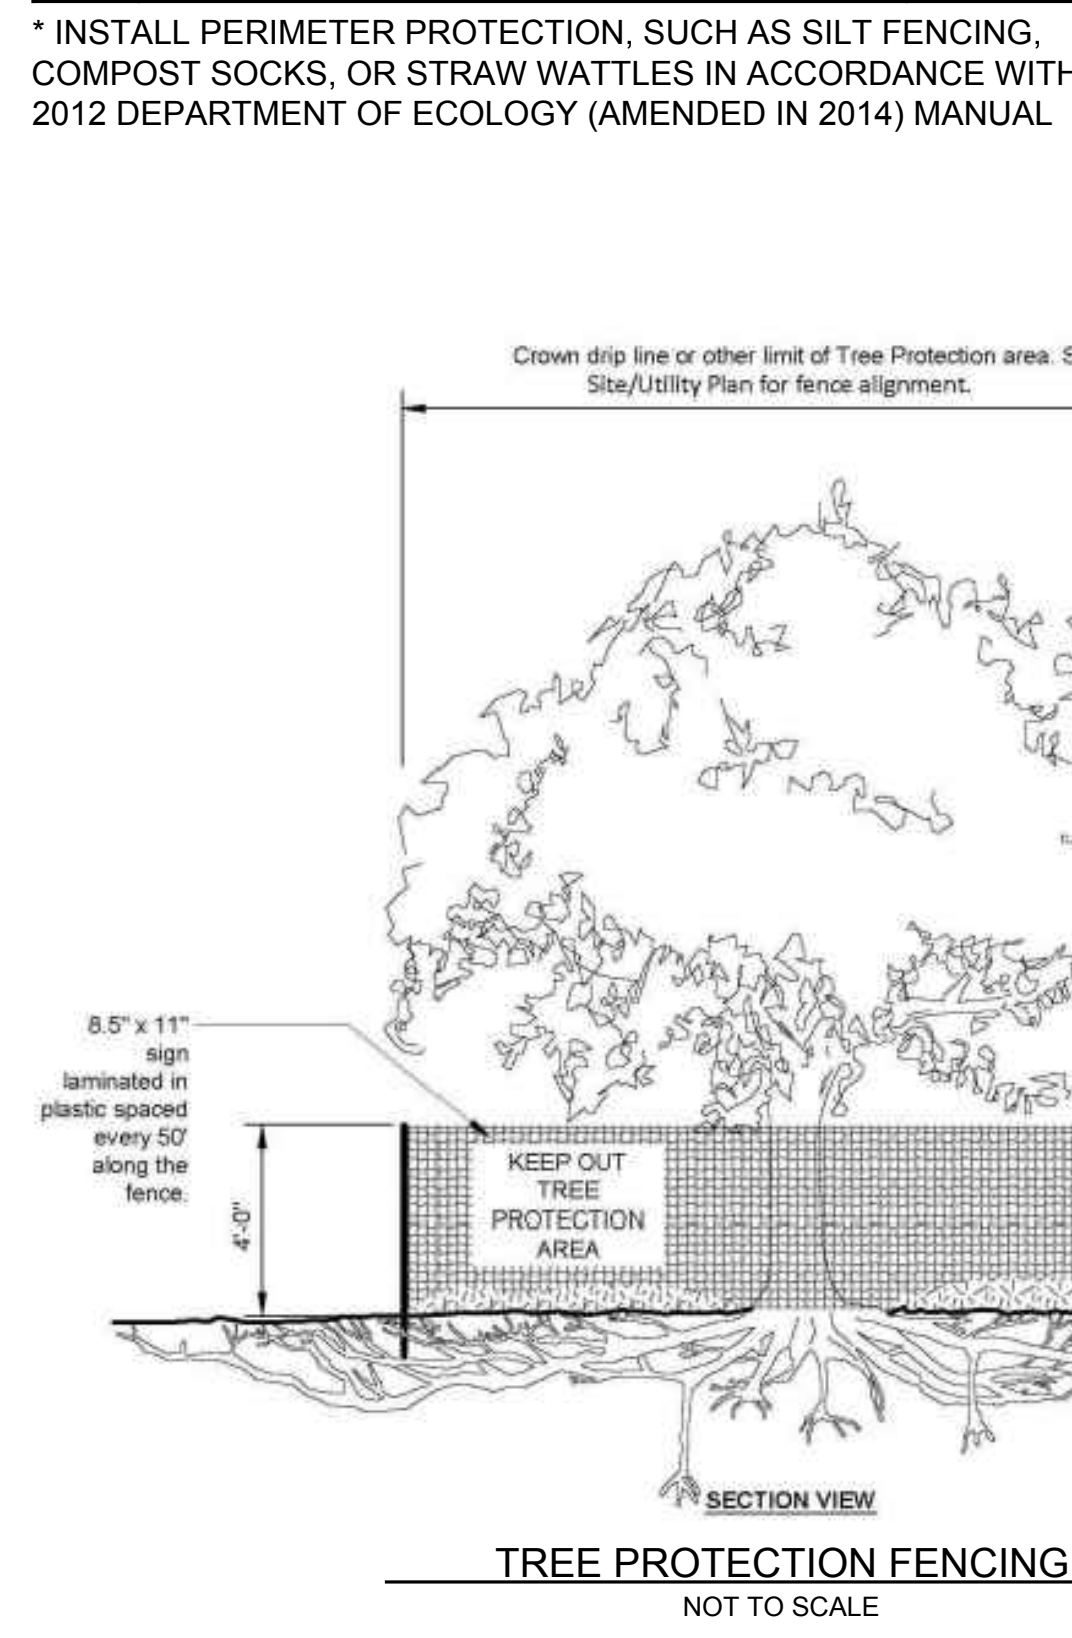 * INSTALL PERIMETER PROTECTION, SUCH AS SILT FENCING,
COMPOST SOCKS, OR STRAW WATTLES IN ACCORDANCE WITH
2012 DEPARTMENT OF ECOLOGY (AMENDED IN 2014) MANUAL
Crown drip line or other limit of Tree Protection area. S
Site/Utility Plan for fence alignment.
8.5" x 11"
sign
laminated in
plastic spaced
every 50'
along the
fence.
4'-0"
KEEP OUT
TREE
PROTECTION
AREA
SECTION VIEW
TREE PROTECTION FENCING
NOT TO SCALE